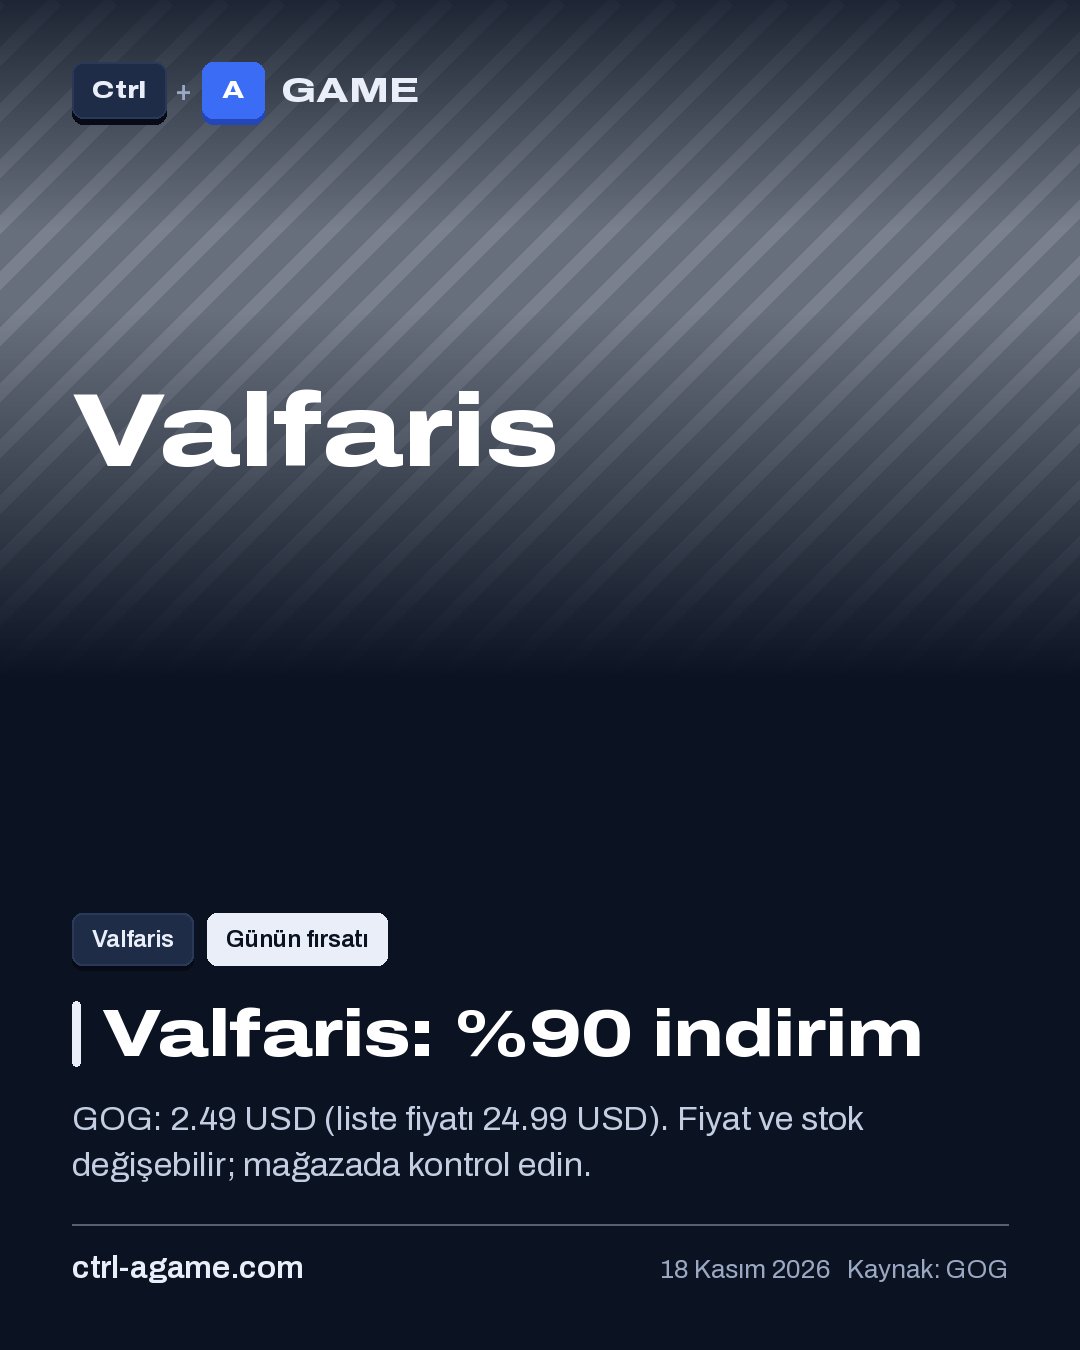 Ctrl + A GAME
Valfaris
Valfaris Günün fırsatı
Valfaris: %90 indirim
GOG: 2.49 USD (liste fiyatı 24.99 USD). Fiyat ve stok
değişebilir; mağazada kontrol edin.
ctrl-agame.com 18 Kasım 2026 Kaynak: GOG